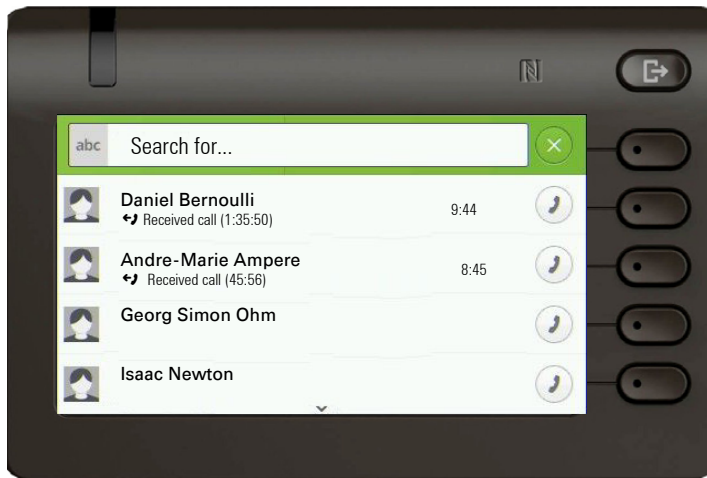 abc Search for...
Daniel Bernoulli
Received call (1:35:50) 9:44
Andre-Marie Ampere
Received call (45:56) 8:45
Georg Simon Ohm
Isaac Newton